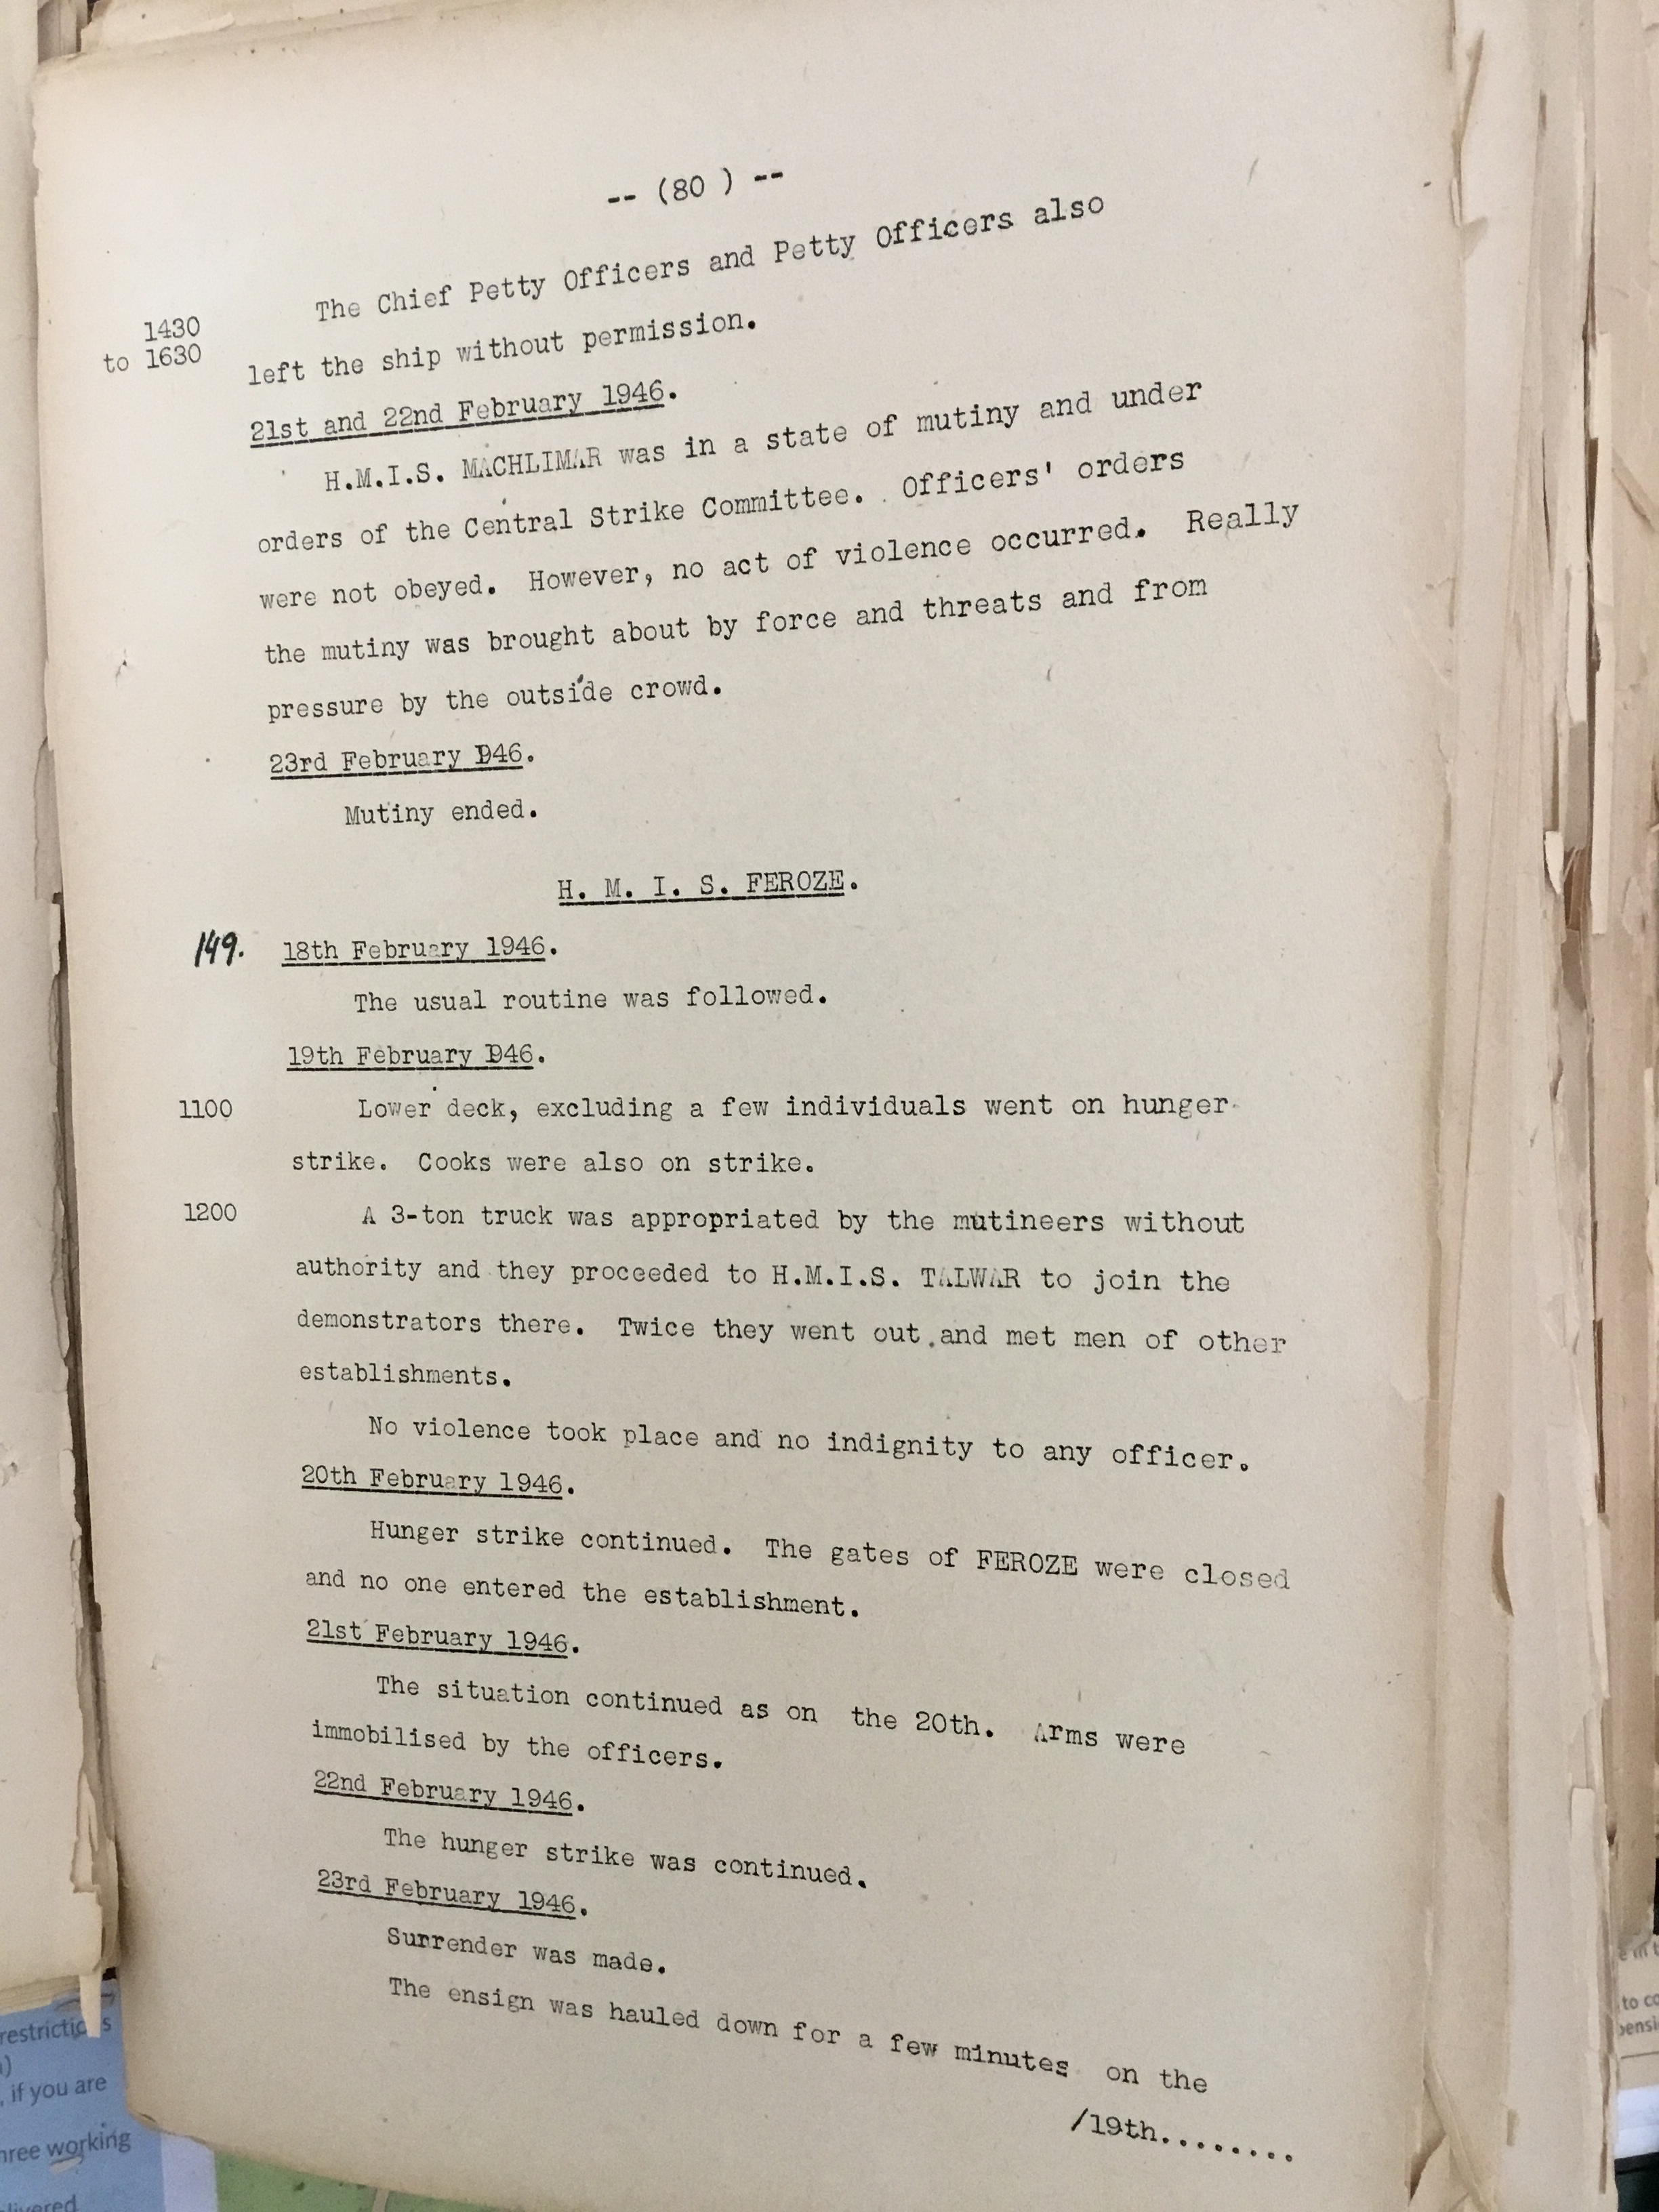 -- (80 ) --
The Chief Petty Officers and Petty Officers also
1430
to 1630
left the ship without permission.
21st and 22nd February 1946.
H.M.I.S. MACHLIMAR was in a state of mutiny and under
orders of the Central Strike Committee. Officers' orders
were not obeyed. However, no act of violence occurred. Really
the mutiny was brought about by force and threats and from
pressure by the outside crowd.
23rd February 1946.
Mutiny ended.
H. M. I. S. FEROZE.
149. 18th February 1946.
The usual routine was followed.
19th February 1946.
1100 Lower deck, excluding a few individuals went on hunger
strike. Cooks were also on strike.
1200 A 3-ton truck was appropriated by the mutineers without
authority and they proceeded to H.M.I.S. TALWAR to join the
demonstrators there. Twice they went out and met men of other
establishments.
No violence took place and no indignity to any officer.
20th February 1946.
Hunger strike continued. The gates of FEROZE were closed
and no one entered the establishment.
21st February 1946.
The situation continued as on the 20th. Arms were
immobilised by the officers.
22nd February 1946.
The hunger strike was continued.
23rd February 1946.
Surrender was made.
The ensign was hauled down for a few minutes on the
/19th........
if you are
working